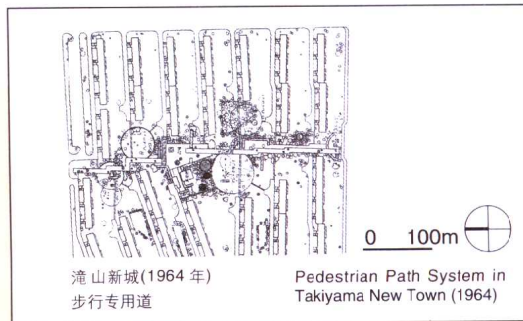 0 100m
滝山新城(1964年)
步行专用道
Pedestrian Path System in
Takiyama New Town (1964)